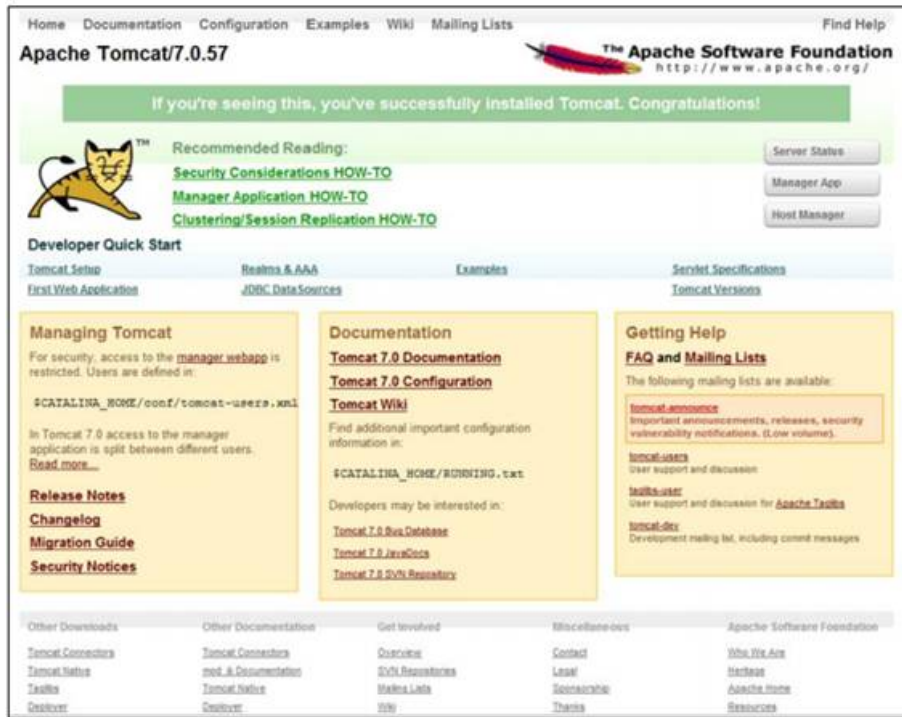 Home Documentation Configuration Examples Wiki Mailing Lists Find Help
Apache Tomcat/7.0.57
The Apache Software Foundation
http://www.apache.org/
If you're seeing this, you've successfully installed Tomcat. Congratulations!
TM
Recommended Reading:
Security Considerations HOW-TO
Manager Application HOW-TO
Clustering/Session Replication HOW-TO
Server Status
Manager App
Host Manager
Developer Quick Start
Tomcat Setup Realms & AAA Examples Servlet Specifications
First Web Application JDBC DataSources Tomcat Versions
Managing Tomcat
For security, access to the manager webapp is
restricted. Users are defined in:
$CATALINA_HOME/conf/tomcat-users.xml
In Tomcat 7.0 access to the manager
application is split between different users.
Read more...
Release Notes
Changelog
Migration Guide
Security Notices
Documentation
Tomcat 7.0 Documentation
Tomcat 7.0 Configuration
Tomcat Wiki
Find additional important configuration
information in:
$CATALINA_HOME/RUNNING.txt
Developers may be interested in:
Tomcat 7.0 Bug Database
Tomcat 7.0 JavaDocs
Tomcat 7.0 SVN Repository
Getting Help
FAQ and Mailing Lists
The following mailing lists are available:
tomcat-announce
Important announcements, releases, security
vulnerability notifications. (Low volume).
tomcat-users
User support and discussion
taglibs-user
User support and discussion for Apache Taglibs
tomcat-dev
Development mailing list, including commit messages
Other Downloads Other Documentation Get Involved Miscellaneous Apache Software Foundation
Tomcat Connectors Tomcat Connectors Overview Contact Who We Are
Tomcat Native mod_jk Documentation SVN Repositories Legal Heritage
Taglibs Tomcat Native Mailing Lists Sponsorship Apache Home
Deployer Deployer Wiki Thanks Resources